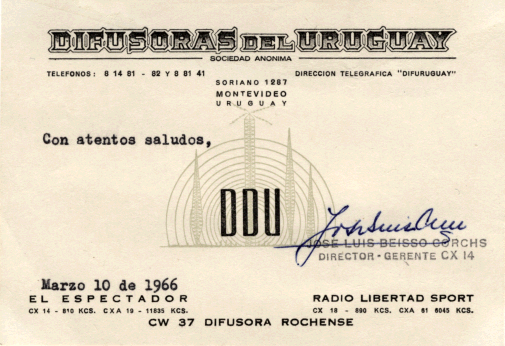 DIFUSORAS DEL URUGUAY
SOCIEDAD ANONIMA
TELEFONOS: 8 14 81 - 82 Y 8 81 41
DIRECCION TELEGRAFICA "DIFURUGUAY"
SORIANO 1287
MONTEVIDEO
URUGUAY
Con atentos saludos,
DDU
JOSE LUIS BEISSO CORCHS
DIRECTOR - GERENTE CX 14
Marzo 10 de 1966
EL ESPECTADOR
CX 14 - 810 KCS. CXA 19 - 11835 KCS.
RADIO LIBERTAD SPORT
CX 18 - 890 KCS. CXA 61 6045 KCS.
CW 37 DIFUSORA ROCHENSE